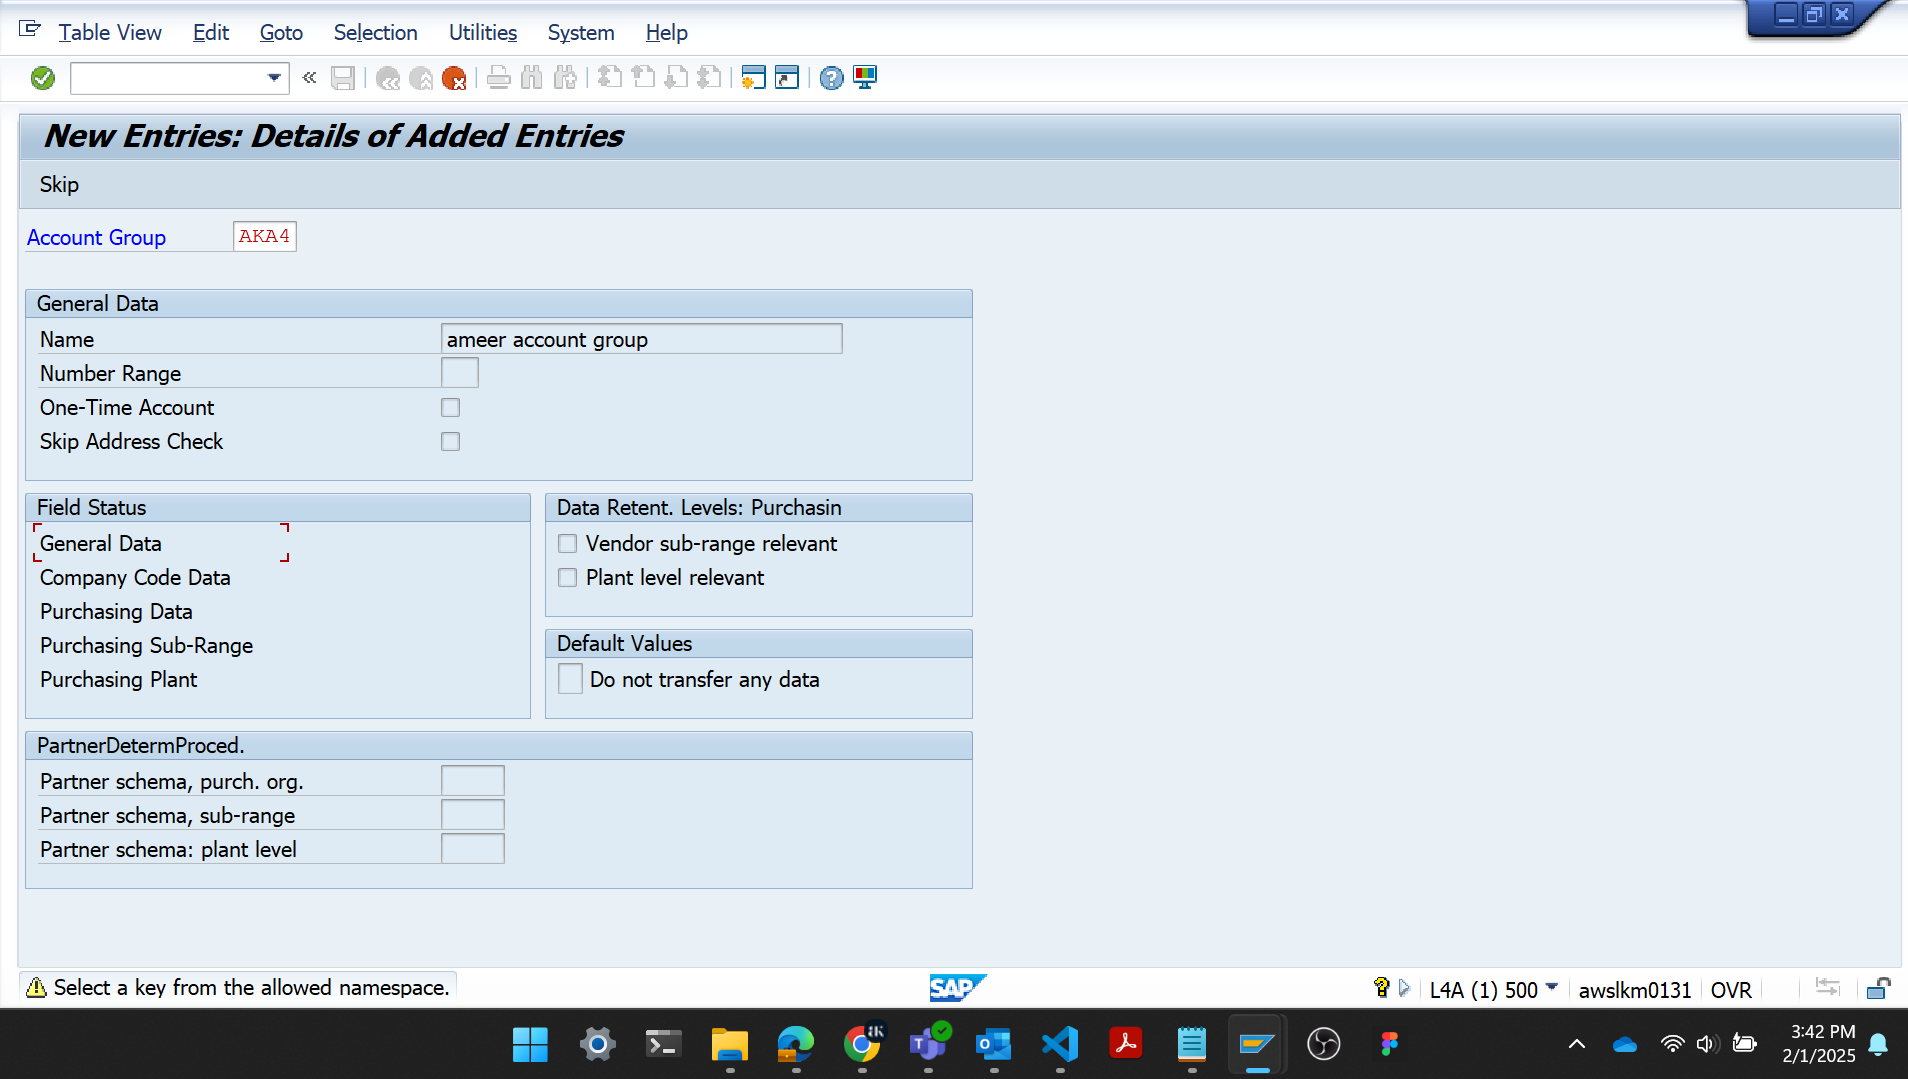 Table View Edit Goto Selection Utilities System Help
New Entries: Details of Added Entries
Skip
Account Group AKA4
General Data
Name ameer account group
Number Range
One-Time Account
Skip Address Check
Field Status
General Data
Company Code Data
Purchasing Data
Purchasing Sub-Range
Purchasing Plant
Data Retent. Levels: Purchasin
Vendor sub-range relevant
Plant level relevant
Default Values
Do not transfer any data
PartnerDetermProced.
Partner schema, purch. org.
Partner schema, sub-range
Partner schema: plant level
Select a key from the allowed namespace.
SAP
L4A (1) 500 awslkm0131 OVR
3:42 PM
2/1/2025